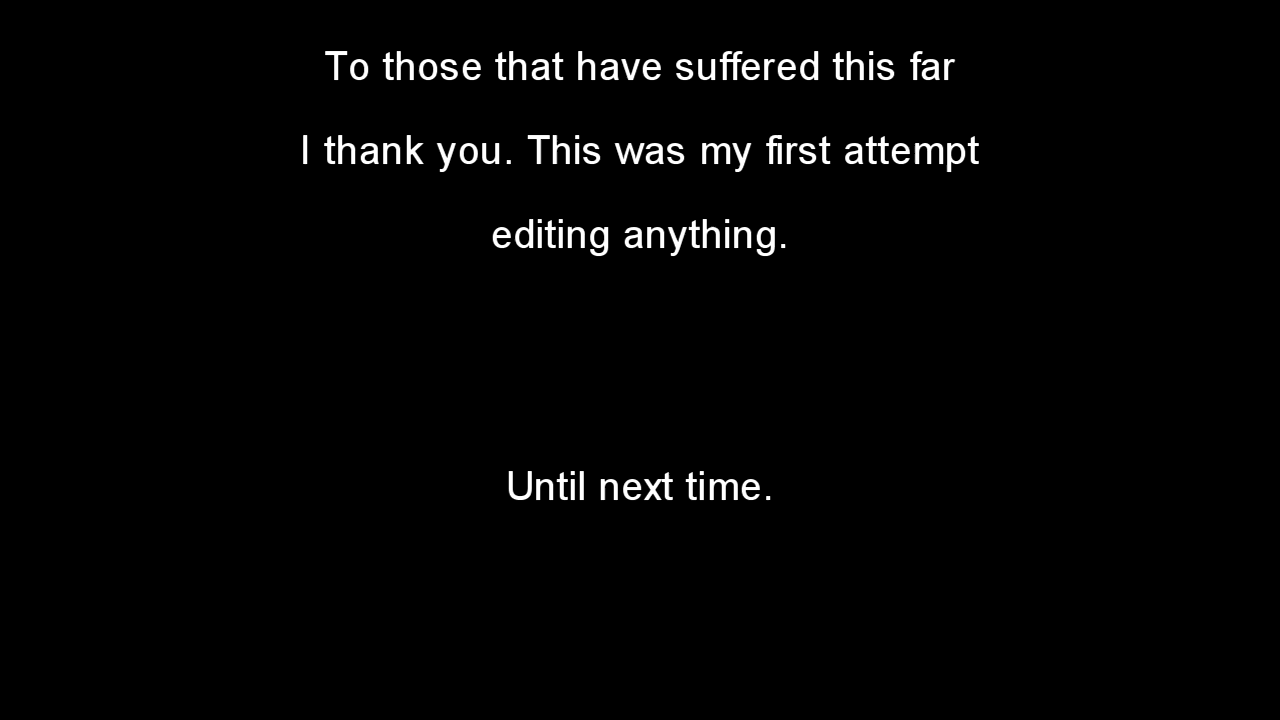 To those that have suffered this far
I thank you. This was my first attempt
editing anything.
Until next time.